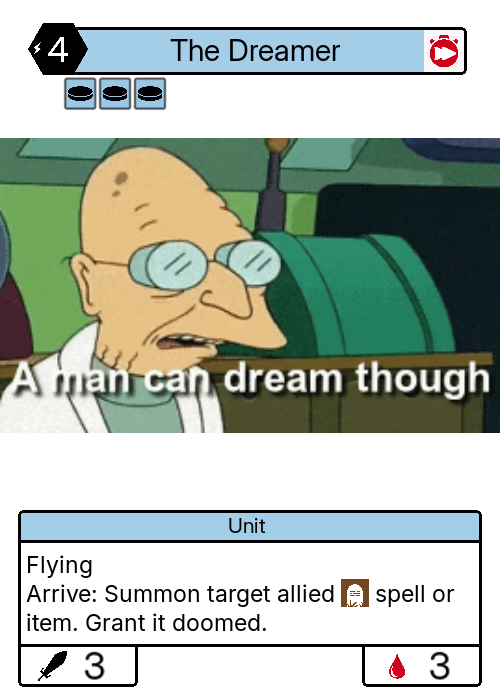 4
The Dreamer
A man can dream though
Unit
Flying
Arrive: Summon target allied spell or
item. Grant it doomed.
3
3